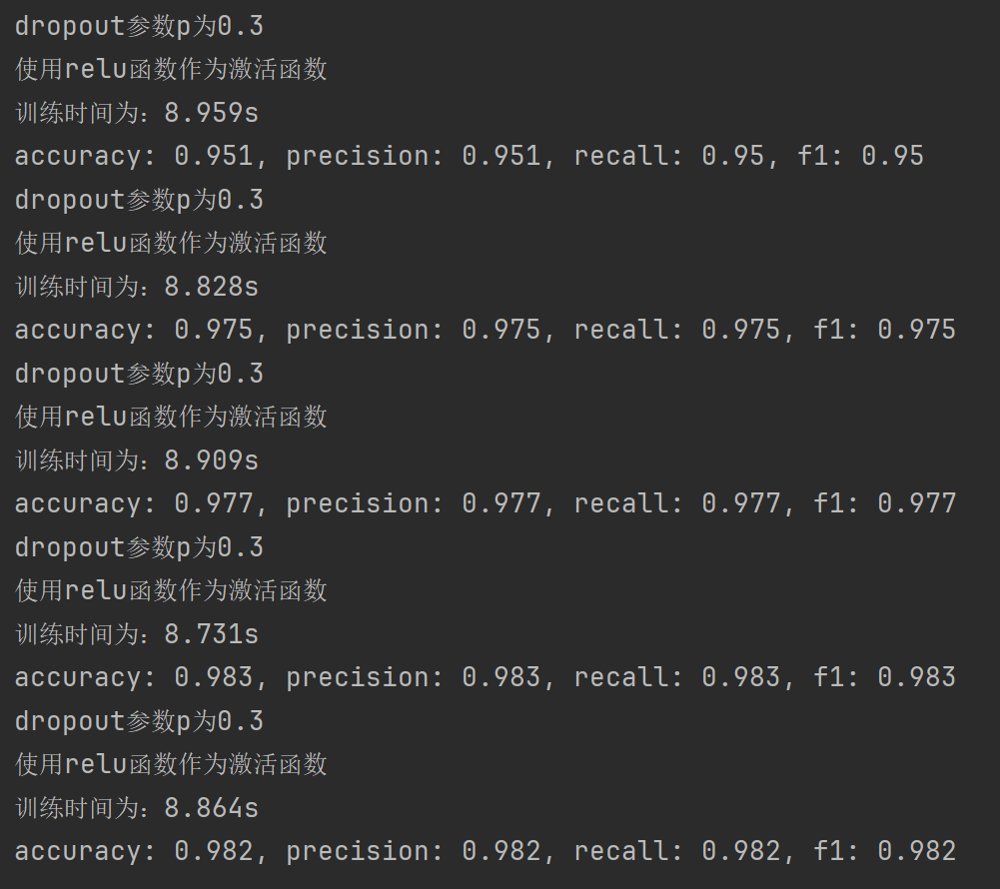 dropout参数p为0.3
使用relu函数作为激活函数
训练时间为：8.959s
accuracy: 0.951, precision: 0.951, recall: 0.95, f1: 0.95
dropout参数p为0.3
使用relu函数作为激活函数
训练时间为：8.828s
accuracy: 0.975, precision: 0.975, recall: 0.975, f1: 0.975
dropout参数p为0.3
使用relu函数作为激活函数
训练时间为：8.909s
accuracy: 0.977, precision: 0.977, recall: 0.977, f1: 0.977
dropout参数p为0.3
使用relu函数作为激活函数
训练时间为：8.731s
accuracy: 0.983, precision: 0.983, recall: 0.983, f1: 0.983
dropout参数p为0.3
使用relu函数作为激活函数
训练时间为：8.864s
accuracy: 0.982, precision: 0.982, recall: 0.982, f1: 0.982